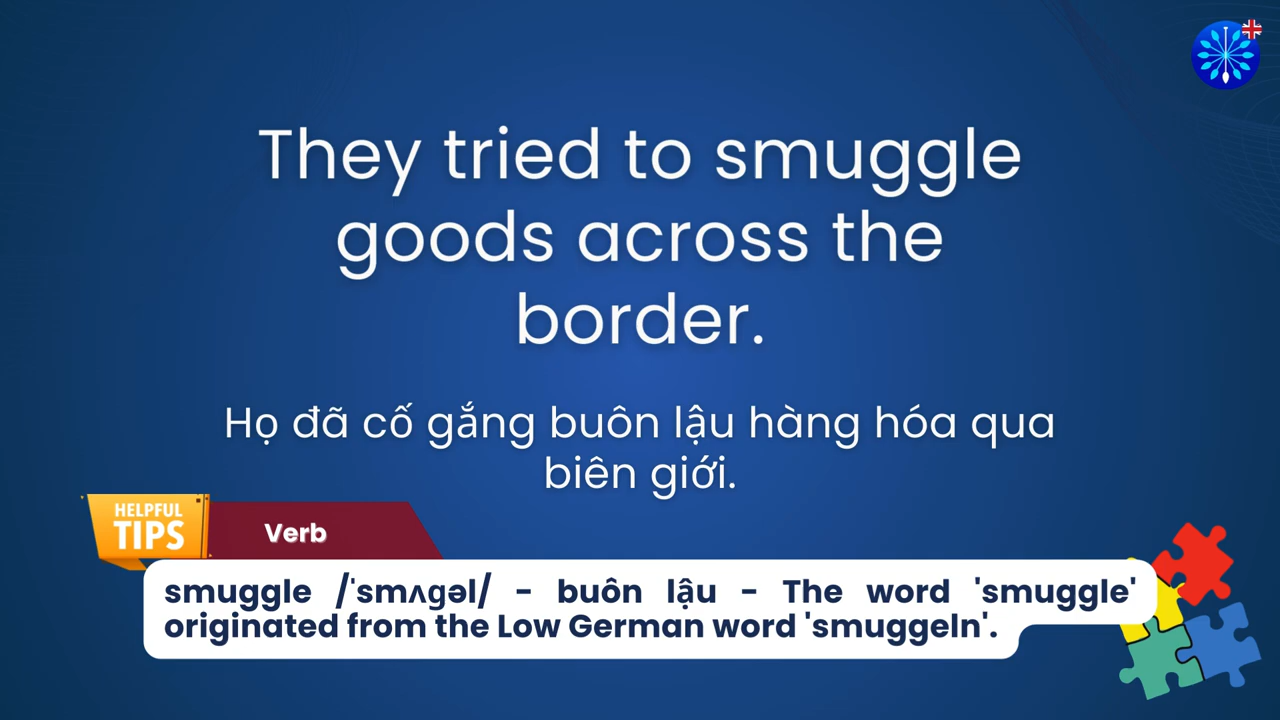 They tried to smuggle
goods across the
border.
Họ đã cố gắng buôn lậu hàng hóa qua
biên giới.
HELPFUL
TIPS
Verb
smuggle /ˈsmʌɡəl/ - buôn lậu - The word 'smuggle'
originated from the Low German word 'smuggeln'.